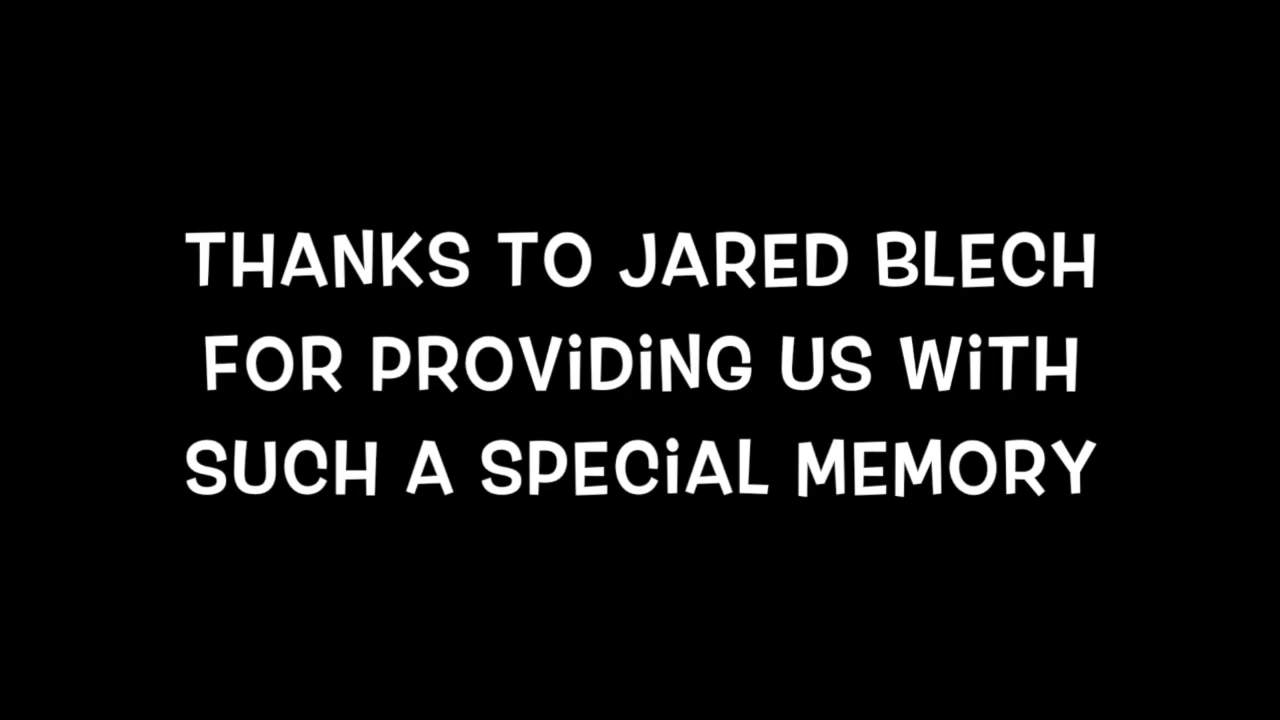 THANKS TO JARED BLECH
FOR PROViDiNG US WiTH
SUCH A SPECiAL MEMORY